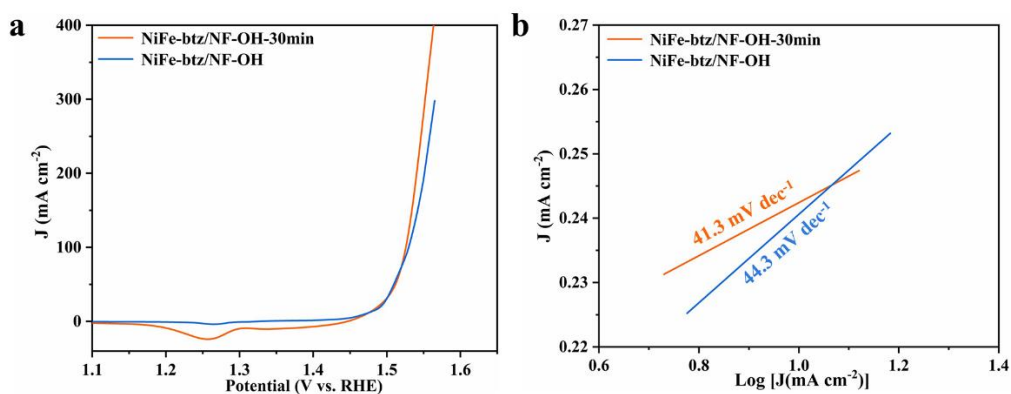 a
NiFe-btz/NF-OH-30min
NiFe-btz/NF-OH
400
300
200
100
0
J (mA cm-2)
1.1 1.2 1.3 1.4 1.5 1.6
Potential (V vs. RHE)
b
NiFe-btz/NF-OH-30min
NiFe-btz/NF-OH
0.27
0.26
0.25
0.24
0.23
0.22
J (mA cm-2)
41.3 mV dec-1
44.3 mV dec-1
0.6 0.8 1.0 1.2 1.4
Log [J(mA cm-2)]